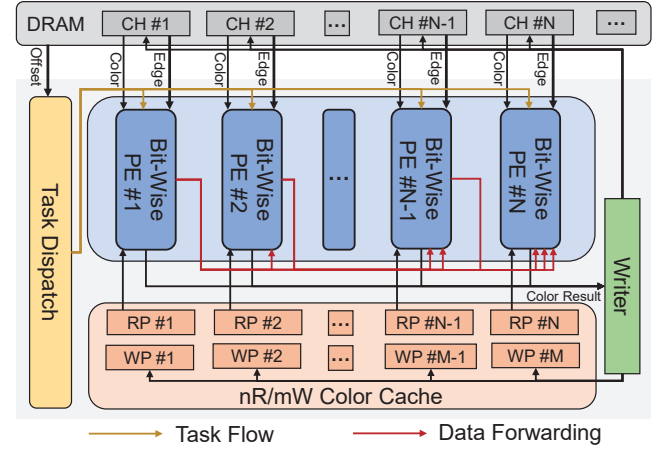 DRAM
CH #1
CH #2
...
CH #N-1
CH #N
...
Offset
Color
Edge
Color
Edge
Color
Edge
Color
Edge
Task Dispatch
Bit-Wise
PE #1
Bit-Wise
PE #2
...
Bit-Wise
PE #N-1
Bit-Wise
PE #N
Writer
Color Result
RP #1
RP #2
...
RP #N-1
RP #N
WP #1
WP #2
...
WP #M-1
WP #M
nR/mW Color Cache
Task Flow
Data Forwarding